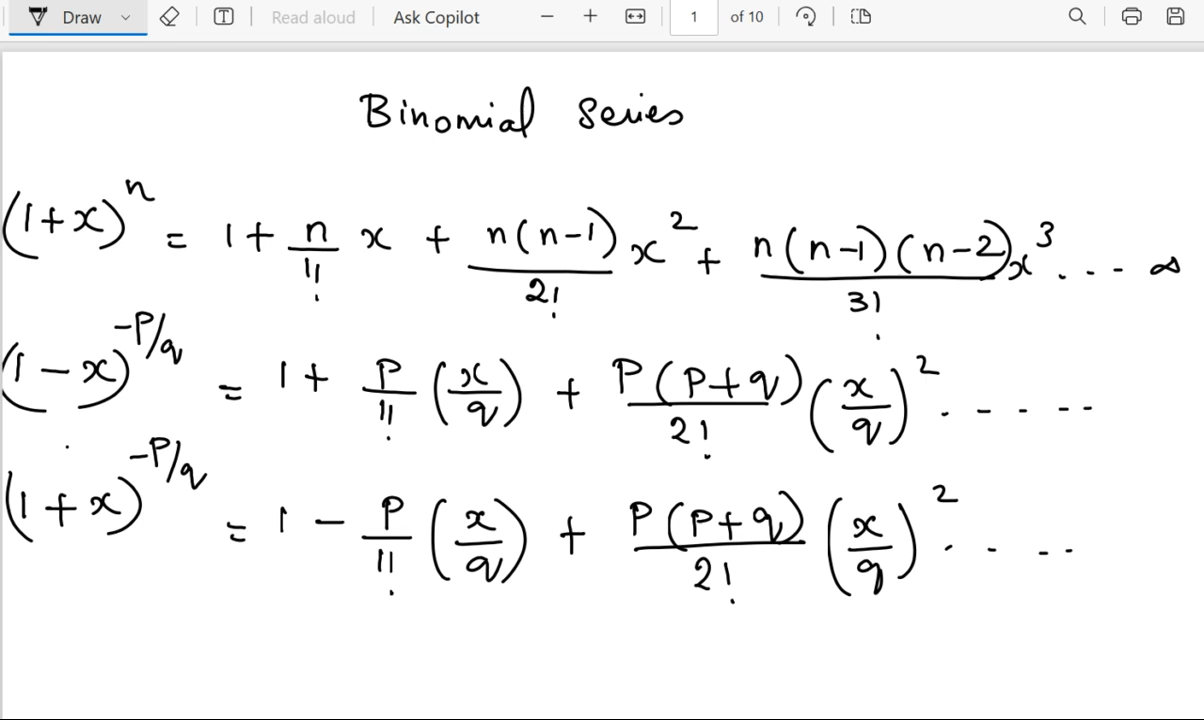 Draw Read aloud Ask Copilot 1 of 10
Binomial Series
(1+x)^n = 1 + n/1! x + n(n-1)/2! x^2 + n(n-1)(n-2)/3! x^3 .... ∞
(1-x)^-P/q = 1 + P/1! (x/q) + P(P+q)/2! (x/q)^2 . - - - --
(1+x)^-P/q = 1 - P/1! (x/q) + P(P+q)/2! (x/q)^2 . - - --